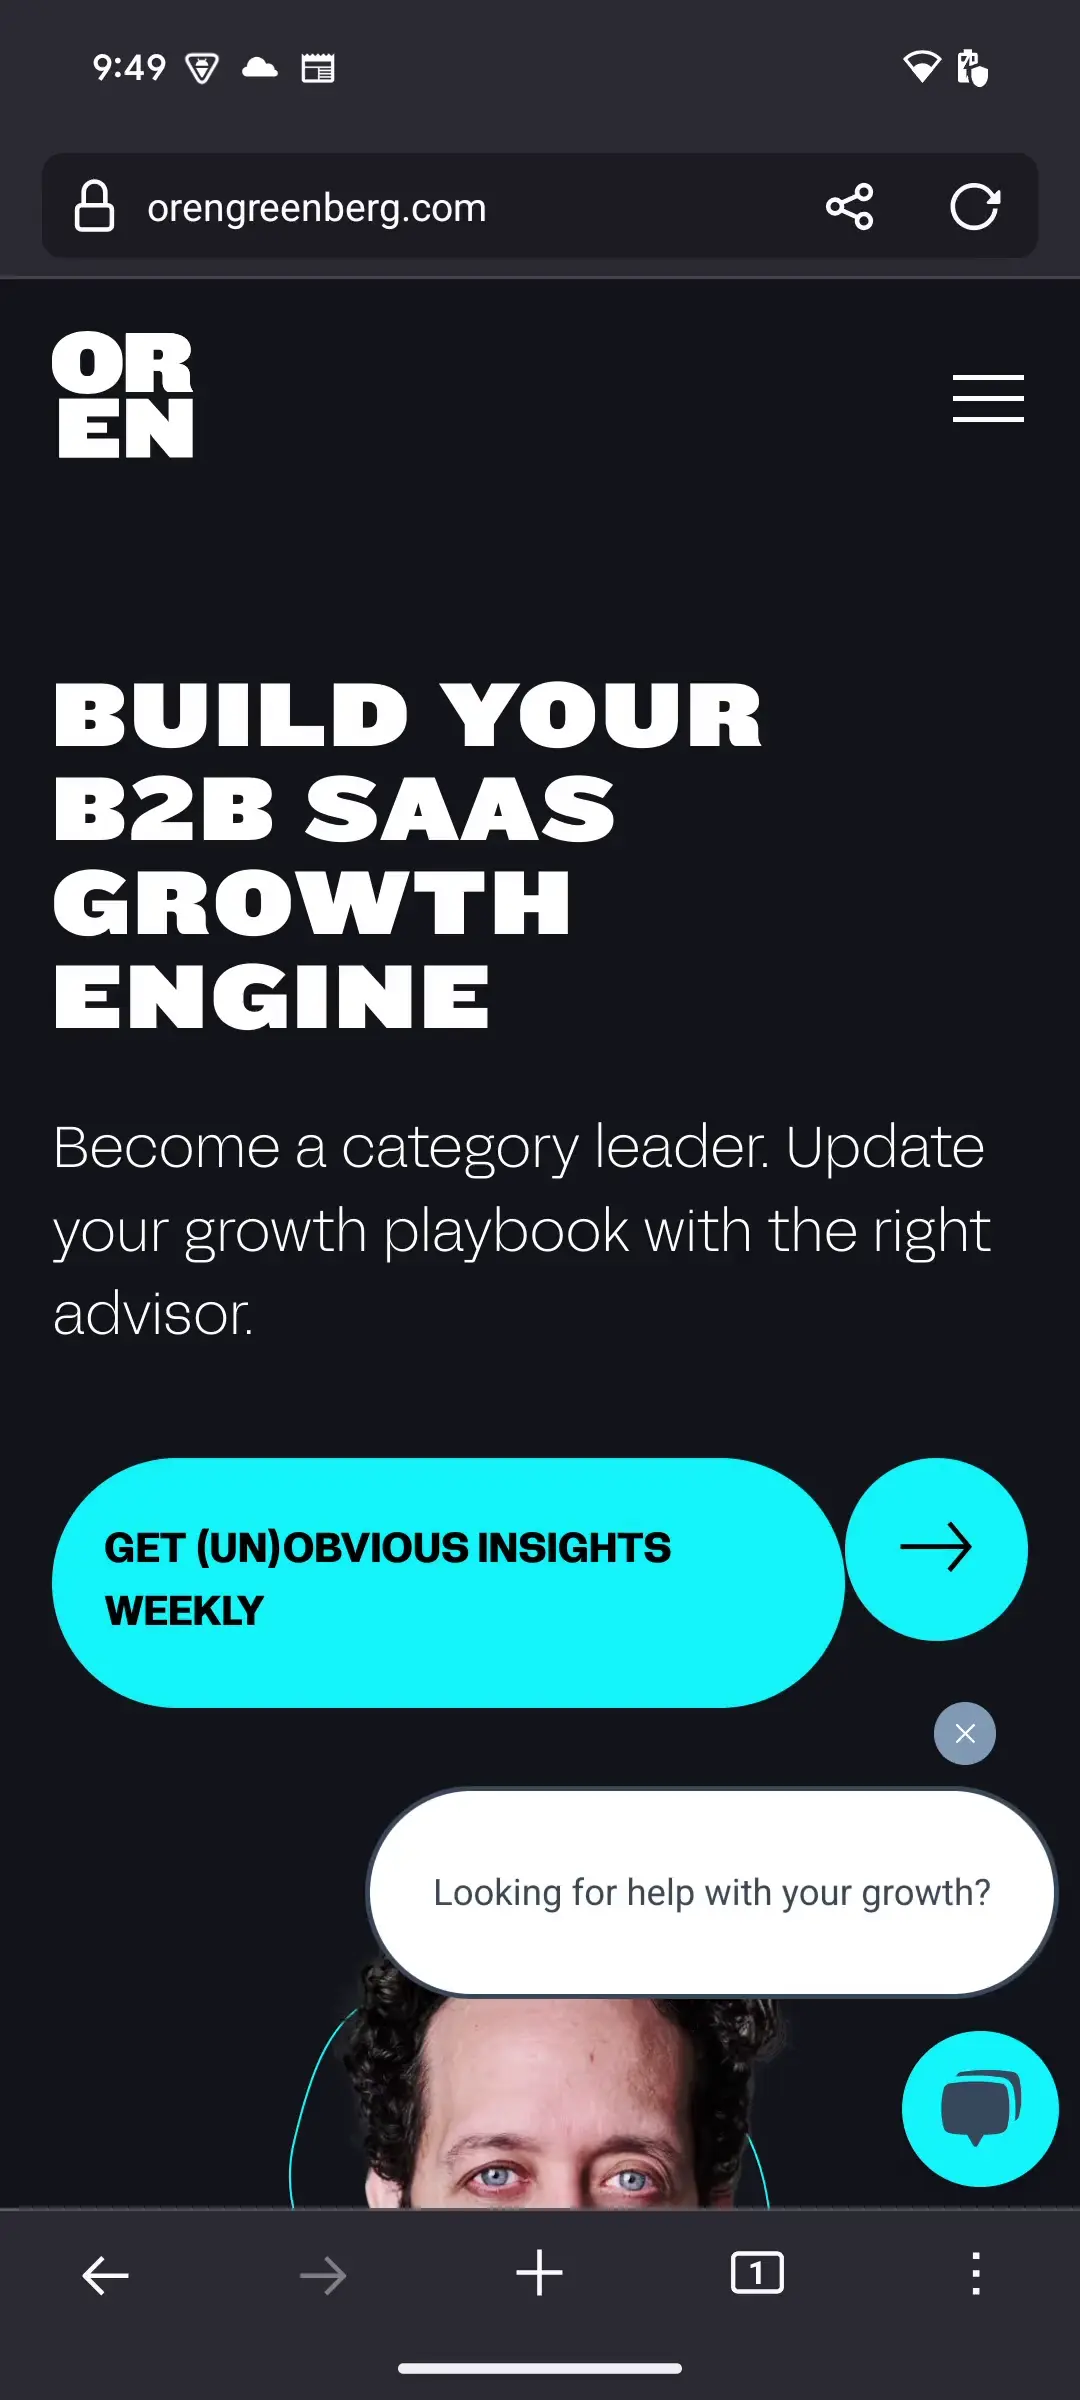 9:49
orengreenberg.com
OR
EN
BUILD YOUR
B2B SAAS
GROWTH
ENGINE
Become a category leader. Update
your growth playbook with the right
advisor.
GET (UN)OBVIOUS INSIGHTS
WEEKLY
Looking for help with your growth?
1